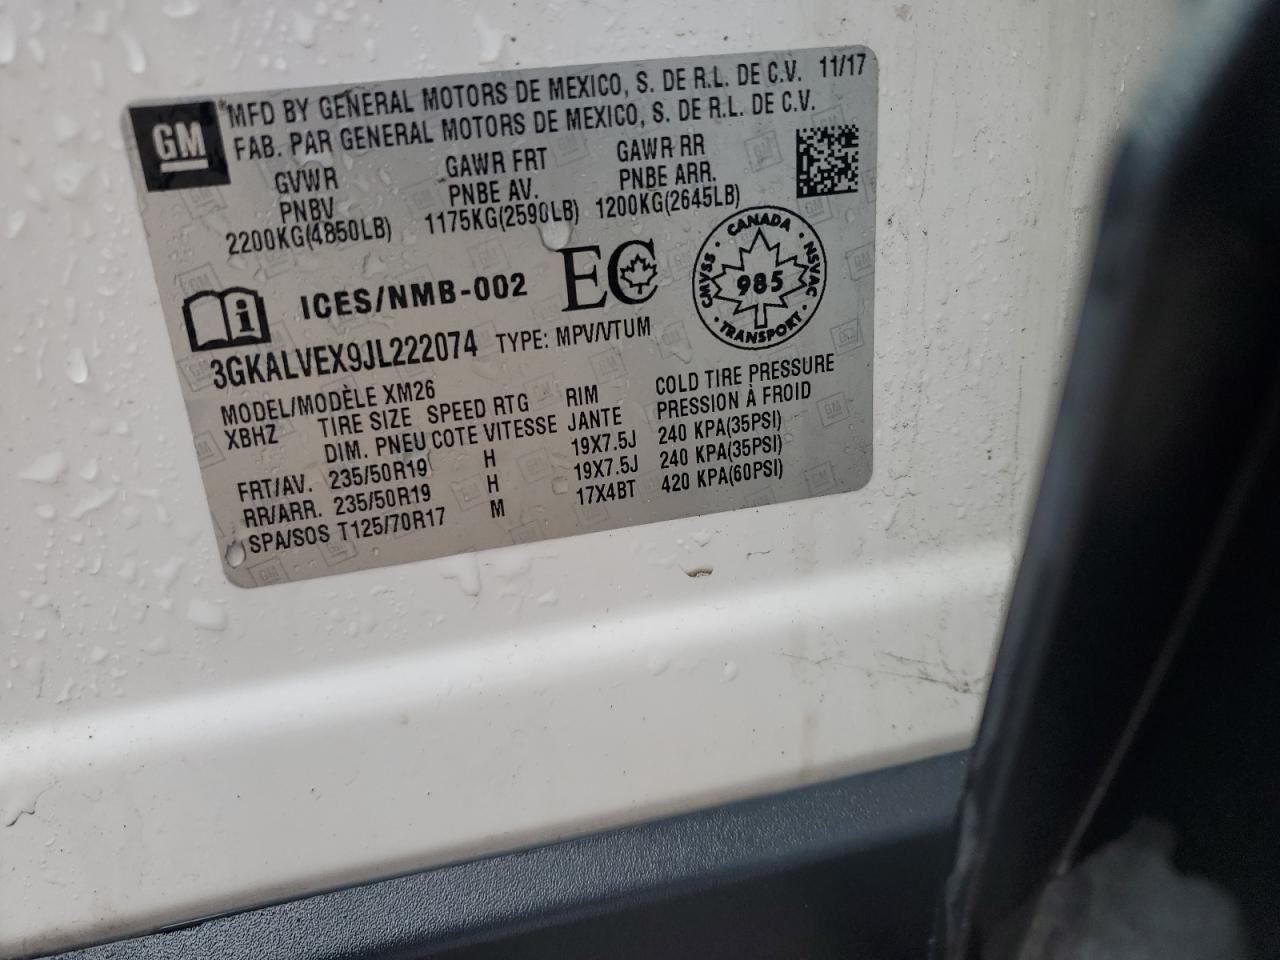 GM
MFD BY GENERAL MOTORS DE MEXICO, S. DE R.L. DE C.V. 11/17
FAB. PAR GENERAL MOTORS DE MEXICO, S. DE R.L. DE C.V.
GVWR GAWR FRT GAWR RR
PNBV PNBE AV. PNBE ARR.
2200KG(4850LB) 1175KG(2590LB) 1200KG(2645LB)
i ICES/NMB-002 EC
CANADA · NSVAC · TRANSPORT · CMVSS ·
985
3GKALVEX9JL222074 TYPE: MPV/VTUM
MODEL/MODÈLE XM26
XBHZ TIRE SIZE SPEED RTG RIM COLD TIRE PRESSURE
DIM. PNEU COTE VITESSE JANTE PRESSION À FROID
FRT/AV. 235/50R19 H 19X7.5J 240 KPA(35PSI)
RR/ARR. 235/50R19 H 19X7.5J 240 KPA(35PSI)
SPA/SOS T125/70R17 M 17X4BT 420 KPA(60PSI)